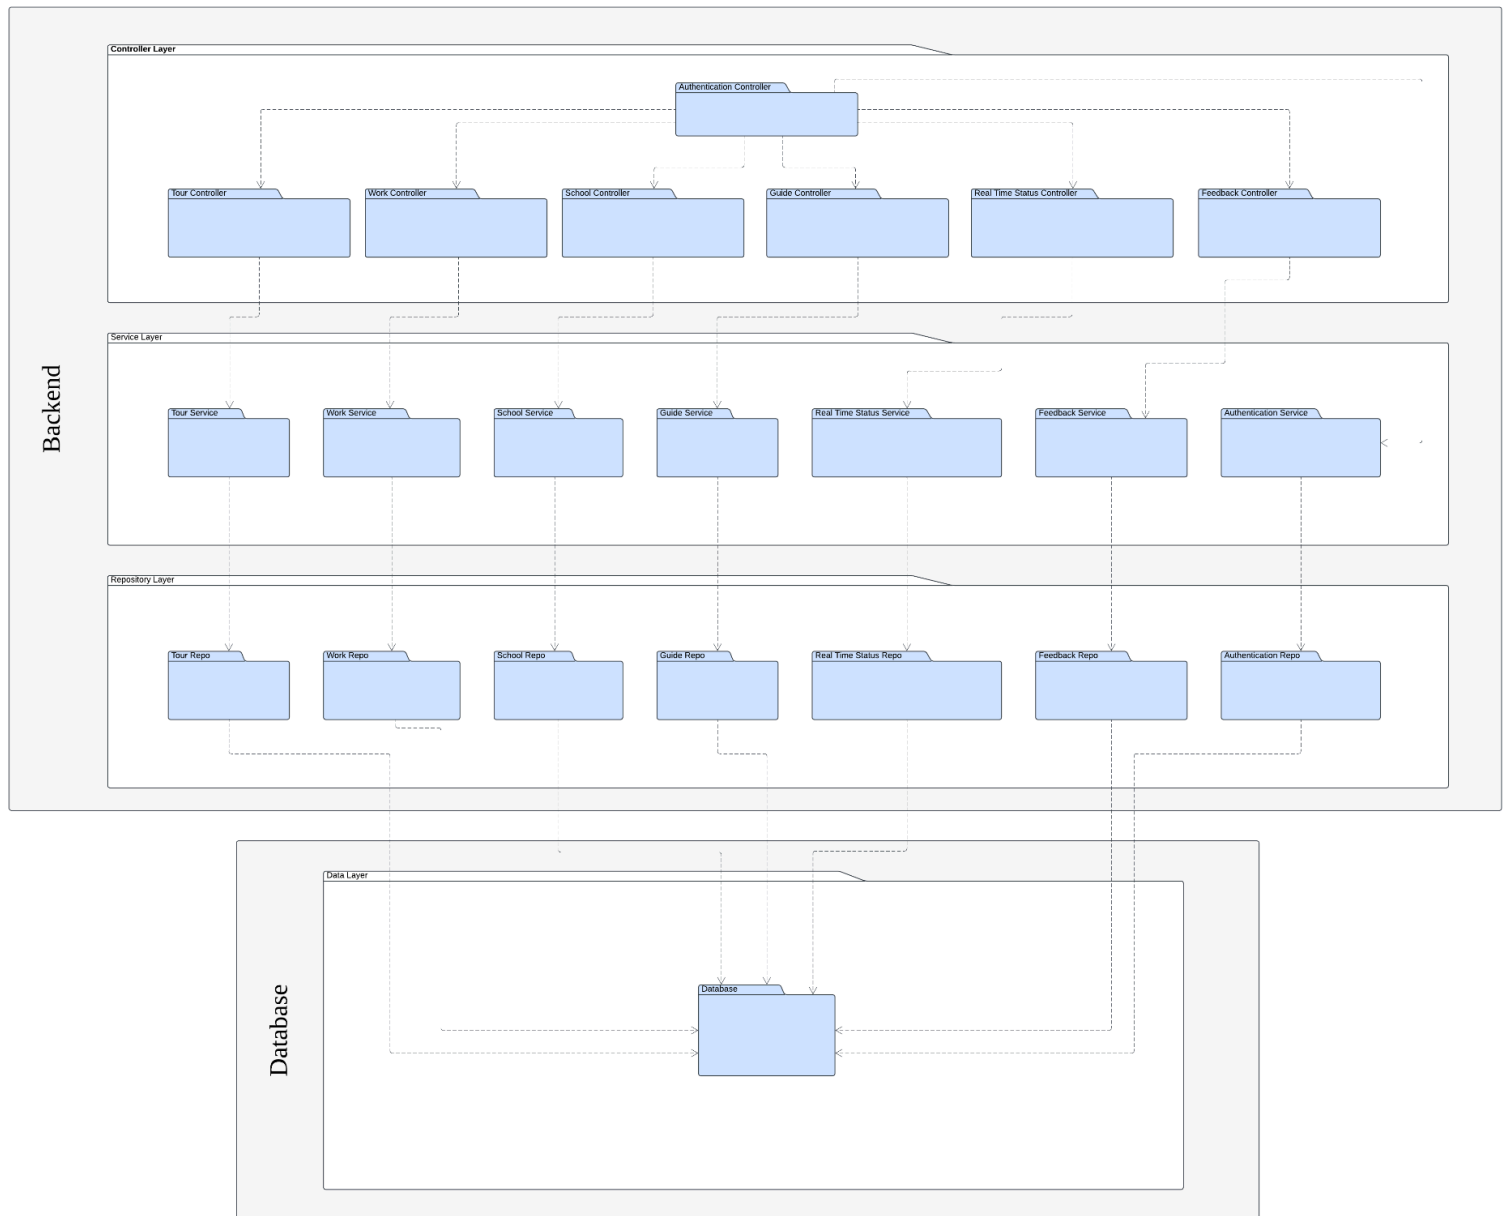 Backend
Controller Layer
Authentication Controller
Tour Controller
Work Controller
School Controller
Guide Controller
Real Time Status Controller
Feedback Controller
Service Layer
Tour Service
Work Service
School Service
Guide Service
Real Time Status Service
Feedback Service
Authentication Service
Repository Layer
Tour Repo
Work Repo
School Repo
Guide Repo
Real Time Status Repo
Feedback Repo
Authentication Repo
Database
Data Layer
Database